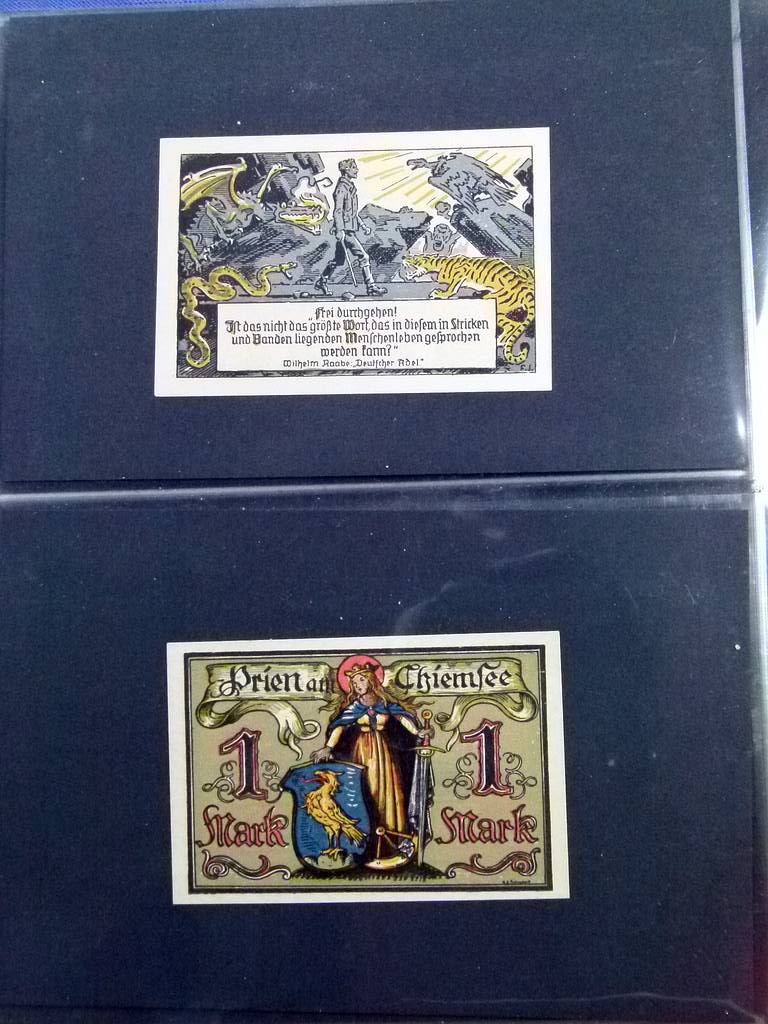 „Frei durchgehen!
Ist das nicht das größte Wort, das in diesem in Stricken
und Banden liegenden Menschenleben gesprochen
werden kann?“
Wilhelm Raabe: „Deutscher Adel.“
E.I.
Prien am Chiemsee
1 1
Mark Mark